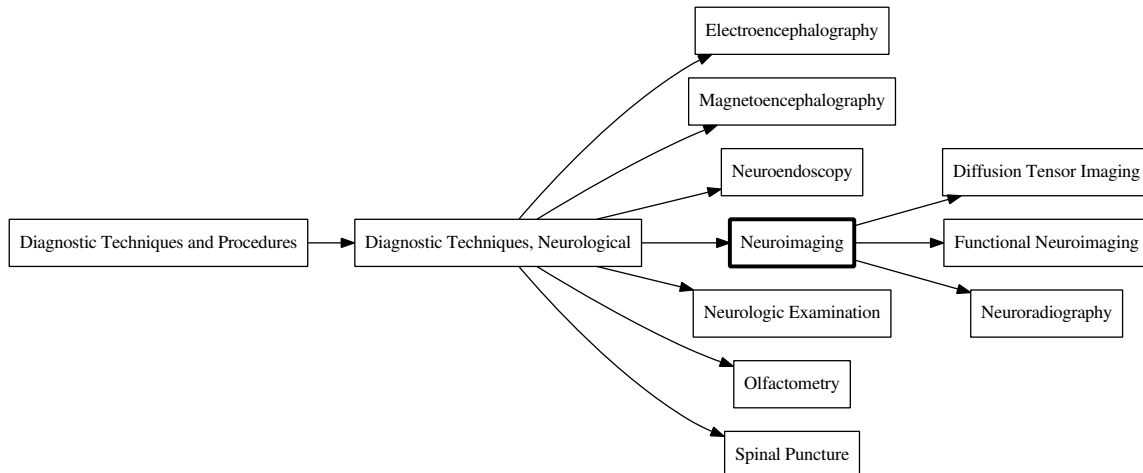 Electroencephalography
Magnetoencephalography
Neuroendoscopy
Diffusion Tensor Imaging
Diagnostic Techniques and Procedures
Diagnostic Techniques, Neurological
Neuroimaging
Functional Neuroimaging
Neurologic Examination
Neuroradiography
Olfactometry
Spinal Puncture